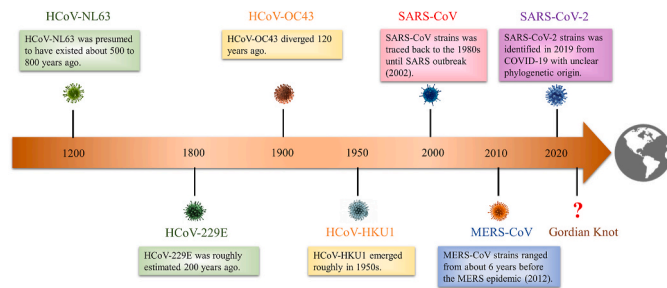 HCoV-NL63
HCoV-NL63 was presumed
to have existed about 500 to
800 years ago.
HCoV-OC43
HCoV-OC43 diverged 120
years ago.
SARS-CoV
SARS-CoV strains was
traced back to the 1980s
until SARS outbreak
(2002).
SARS-CoV-2
SARS-CoV-2 strains was
identified in 2019 from
COVID-19 with unclear
phylogenetic origin.
1200
1800
1900
1950
2000
2010
2020
HCoV-229E
HCoV-229E was roughly
estimated 200 years ago.
HCoV-HKU1
HCoV-HKU1 emerged
roughly in 1950s.
MERS-CoV
MERS-CoV strains ranged
from about 6 years before
the MERS epidemic (2012).
?
Gordian Knot